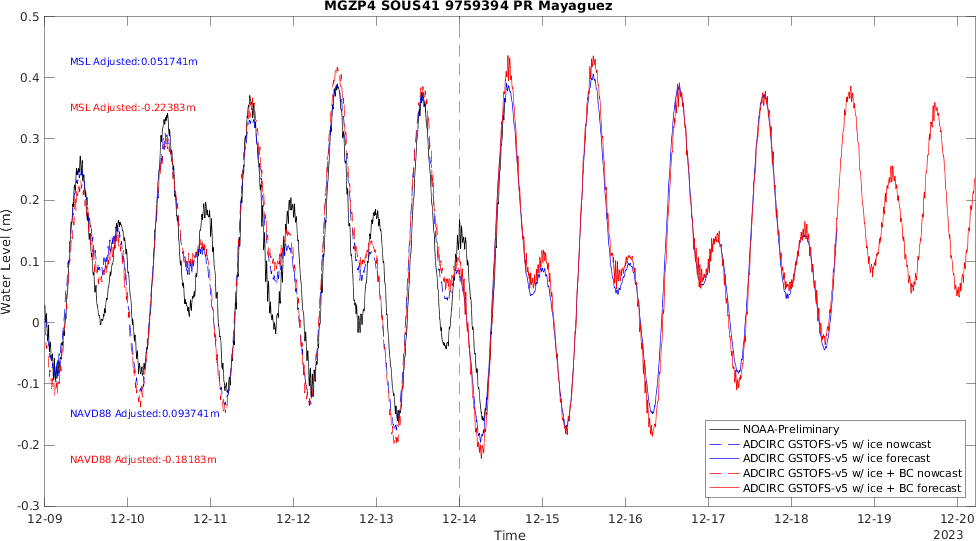 MGZP4 SOUS41 9759394 PR Mayaguez
0.5
0.4
0.3
0.2
0.1
0
-0.1
-0.2
-0.3
Water Level (m)
MSL Adjusted:0.051741m
MSL Adjusted:-0.22383m
NAVD88 Adjusted:0.093741m
NAVD88 Adjusted:-0.18183m
NOAA-Preliminary
ADCIRC GSTOFS-v5 w/ ice nowcast
ADCIRC GSTOFS-v5 w/ ice forecast
ADCIRC GSTOFS-v5 w/ ice + BC nowcast
ADCIRC GSTOFS-v5 w/ ice + BC forecast
12-09 12-10 12-11 12-12 12-13 12-14 12-15 12-16 12-17 12-18 12-19 12-20
Time
2023